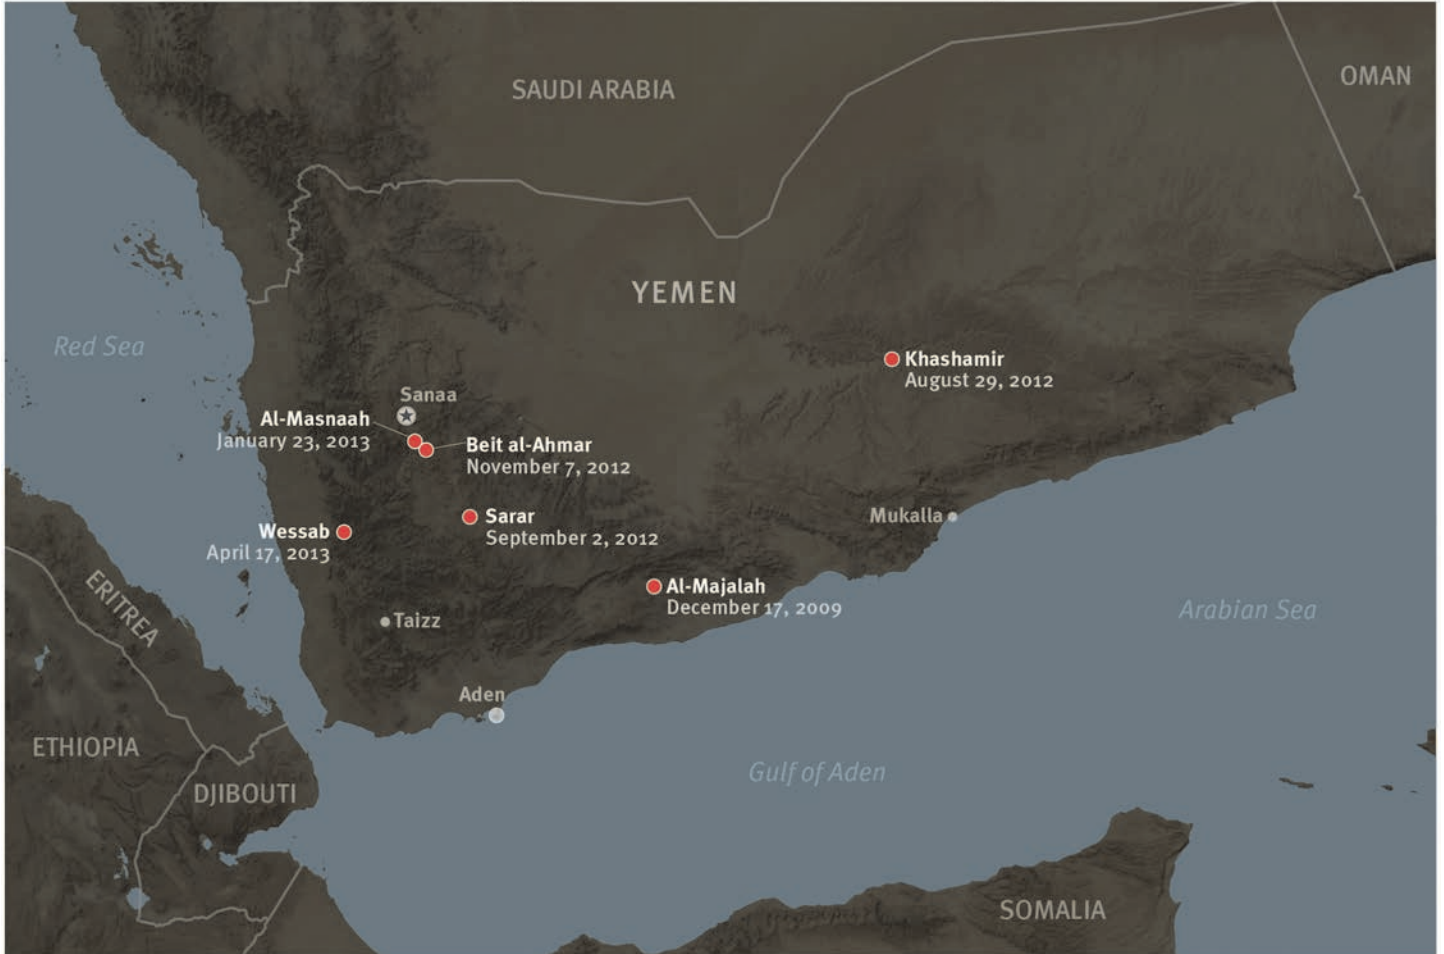 SAUDI ARABIA
OMAN
YEMEN
Red Sea
Khashamir
August 29, 2012
Sanaa
Al-Masnaah
January 23, 2013
Beit al-Ahmar
November 7, 2012
Sarar
September 2, 2012
Mukalla
Wessab
April 17, 2013
Al-Majalah
December 17, 2009
ERITREA
Taizz
Arabian Sea
Aden
ETHIOPIA
Gulf of Aden
DJIBOUTI
SOMALIA